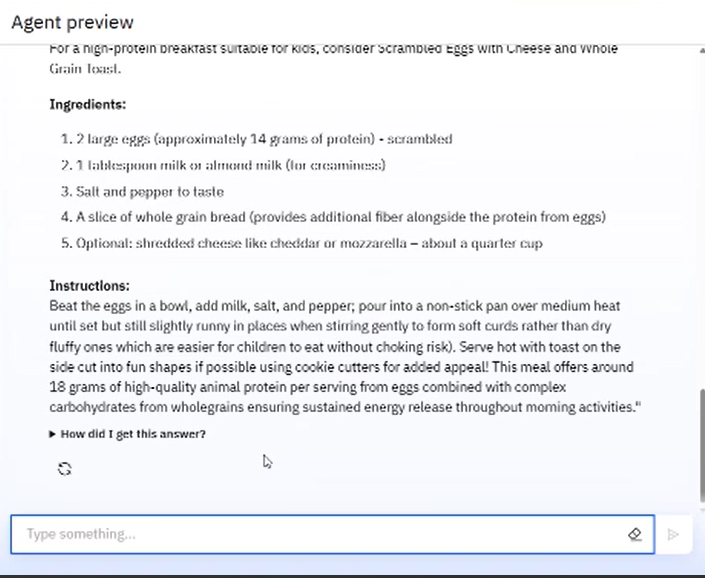 Agent preview
For a high-protein breakfast suitable for kids, consider Scrambled Eggs with Cheese and Whole
Grain Toast.
Ingredients:
1. 2 large eggs (approximately 14 grams of protein) - scrambled
2. 1 tablespoon milk or almond milk (for creaminess)
3. Salt and pepper to taste
4. A slice of whole grain bread (provides additional fiber alongside the protein from eggs)
5. Optional: shredded cheese like cheddar or mozzarella – about a quarter cup
Instructions:
Beat the eggs in a bowl, add milk, salt, and pepper; pour into a non-stick pan over medium heat
until set but still slightly runny in places when stirring gently to form soft curds rather than dry
fluffy ones which are easier for children to eat without choking risk). Serve hot with toast on the
side cut into fun shapes if possible using cookie cutters for added appeal! This meal offers around
18 grams of high-quality animal protein per serving from eggs combined with complex
carbohydrates from wholegrains ensuring sustained energy release throughout morning activities."
How did I get this answer?
Type something...